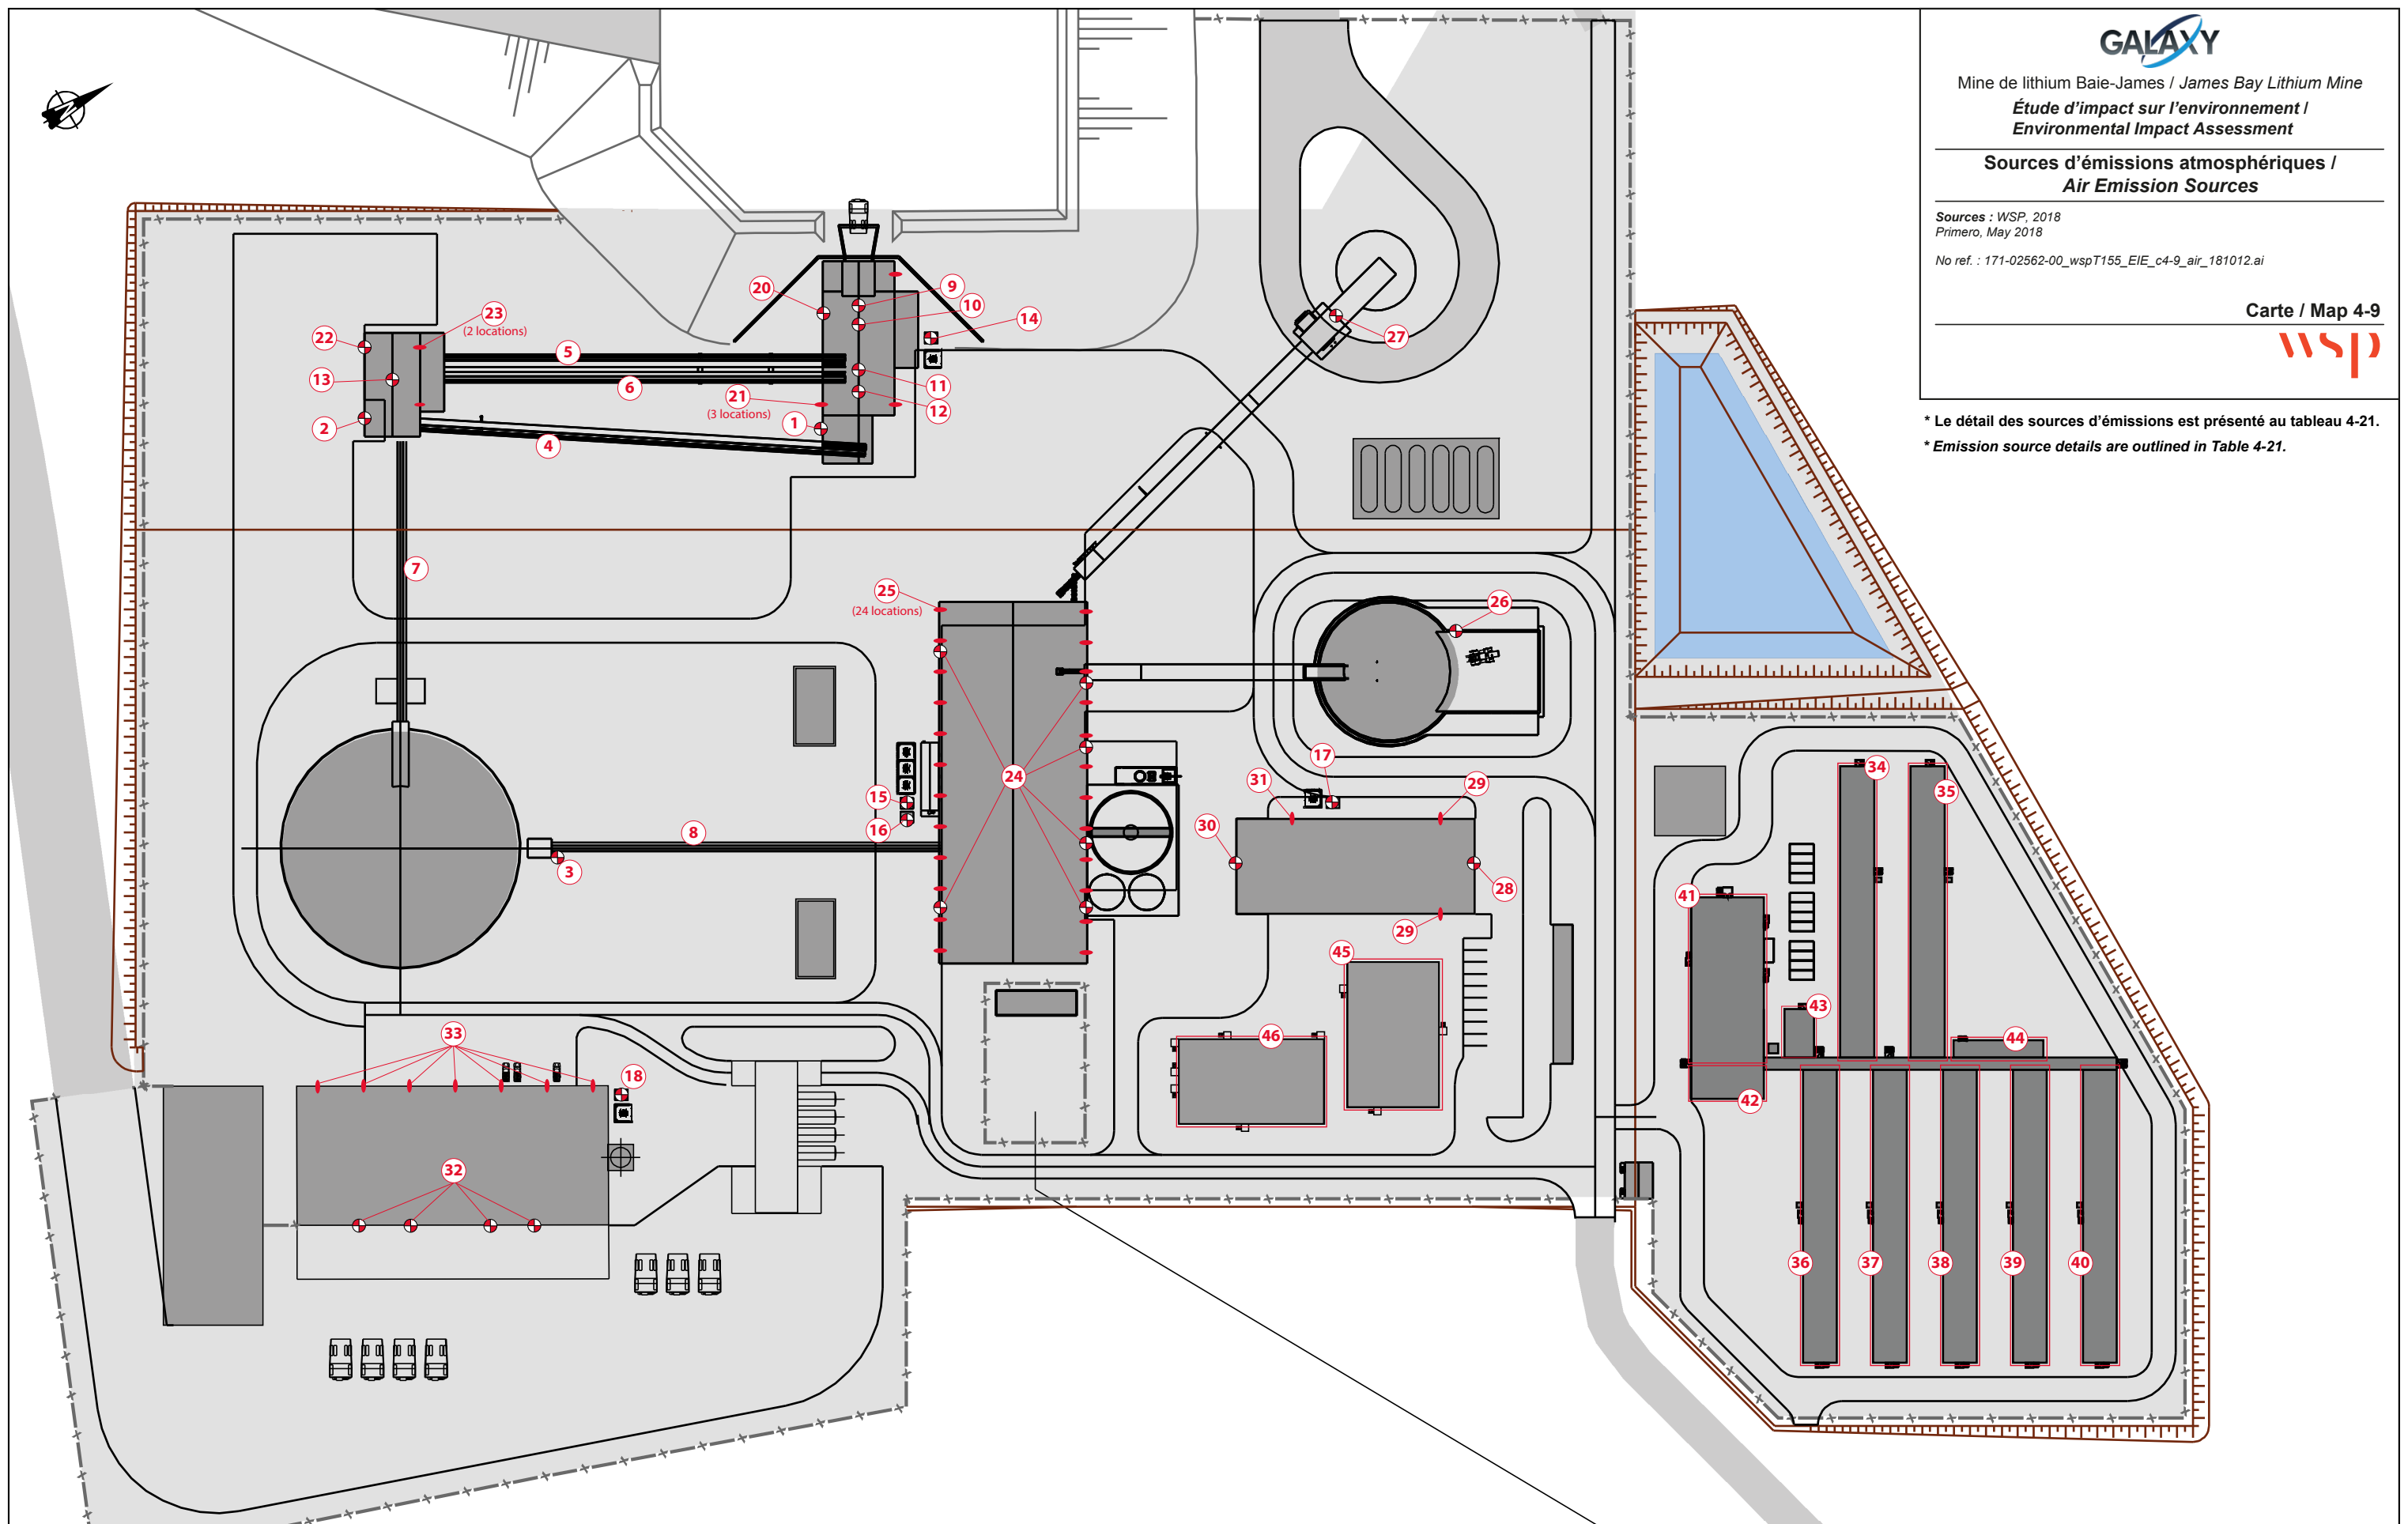 GALAXY
Mine de lithium Baie-James / James Bay Lithium Mine
Étude d'impact sur l'environnement /
Environmental Impact Assessment
Sources d'émissions atmosphériques /
Air Emission Sources
Sources : WSP, 2018
Primero, May 2018
No ref. : 171-02562-00_wspT155_EIE_c4-9_air_181012.ai
Carte / Map 4-9
wsp
* Le détail des sources d'émissions est présenté au tableau 4-21.
* Emission source details are outlined in Table 4-21.
20
9
10
14
23
(2 locations)
22
13
2
5
6
4
21
(3 locations)
1
11
12
27
7
25
(24 locations)
26
24
15
16
8
3
17
31
29
30
28
29
45
46
33
18
32
34
35
41
43
44
42
36
37
38
39
40